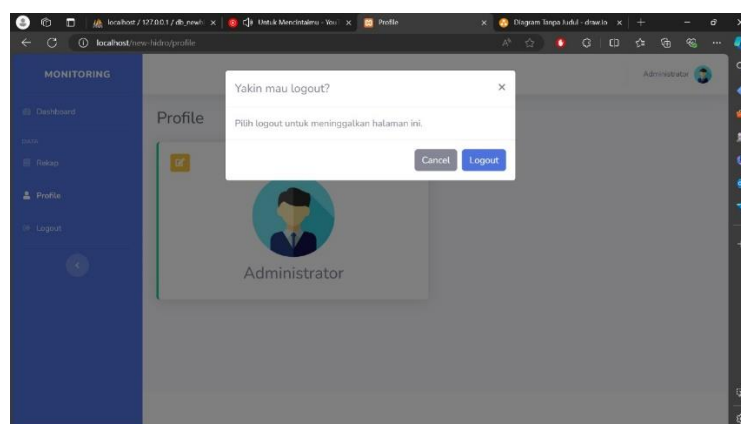 localhost / 127.0.0.1 / db_newhi
Untuk Mencintaimu - You
Profile
Diagram Tanpa Judul - draw.io
localhost/new-hidro/profile
MONITORING
Administrator
Yakin mau logout?
Pilih logout untuk meninggalkan halaman ini.
Cancel
Logout
Dashboard
DATA
Rekap
Profile
Logout
Profile
Administrator